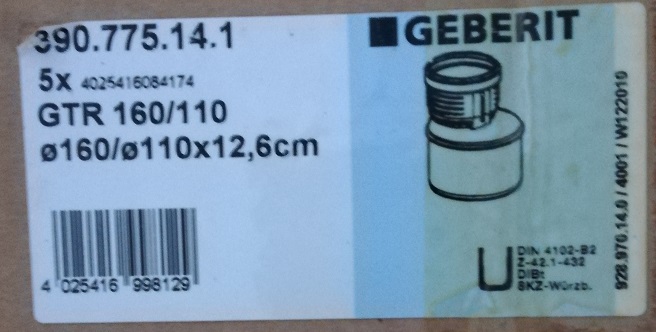 390.775.14.1
GEBERIT
5x 4025416084174
GTR 160/110
ø160/ø110x12,6cm
4 025416 998129
DIN 4102-B2
Z-42.1-432
DIBt
SKZ-Würzb.
928.970.14.0 / 4001 / W122010